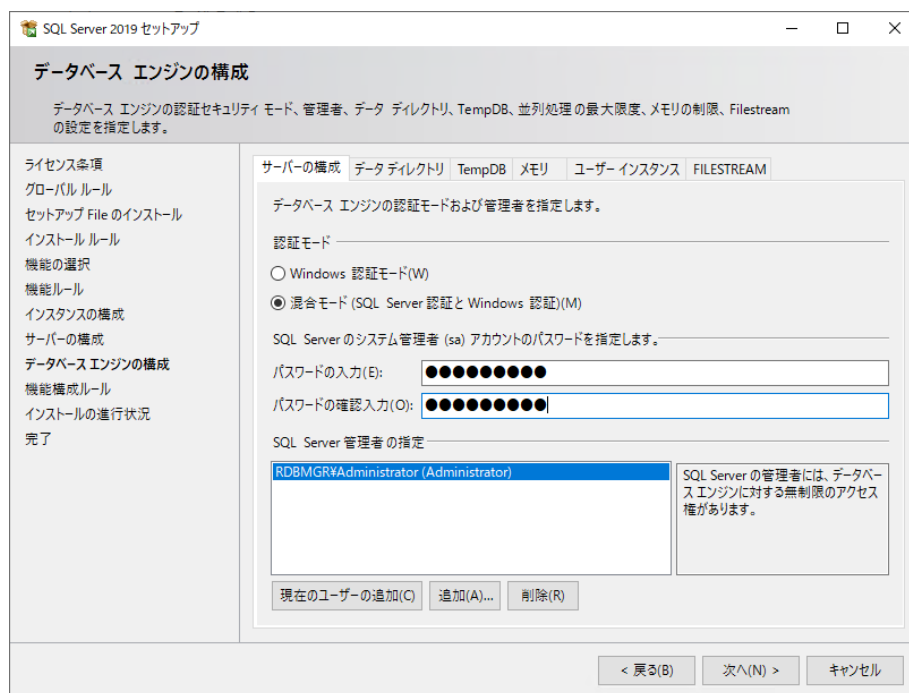 SQL Server 2019 セットアップ
データベース エンジンの構成
データベース エンジンの認証セキュリティ モード、管理者、データ ディレクトリ、TempDB、並列処理の最大限度、メモリの制限、Filestream
の設定を指定します。
ライセンス条項
グローバル ルール
セットアップ File のインストール
インストール ルール
機能の選択
機能ルール
インスタンスの構成
サーバーの構成
データベース エンジンの構成
機能構成ルール
インストールの進行状況
完了
サーバーの構成 データ ディレクトリ TempDB メモリ ユーザー インスタンス FILESTREAM
データベース エンジンの認証モードおよび管理者を指定します。
認証モード
Windows 認証モード(W)
混合モード (SQL Server 認証と Windows 認証)(M)
SQL Server のシステム管理者 (sa) アカウントのパスワードを指定します。
パスワードの入力(E): ●●●●●●●●●
パスワードの確認入力(O): ●●●●●●●●●
SQL Server 管理者の指定
RDBMGR¥Administrator (Administrator)
SQL Server の管理者には、データベー
ス エンジンに対する無制限のアクセス
権があります。
現在のユーザーの追加(C) 追加(A)... 削除(R)
< 戻る(B) 次へ(N) > キャンセル